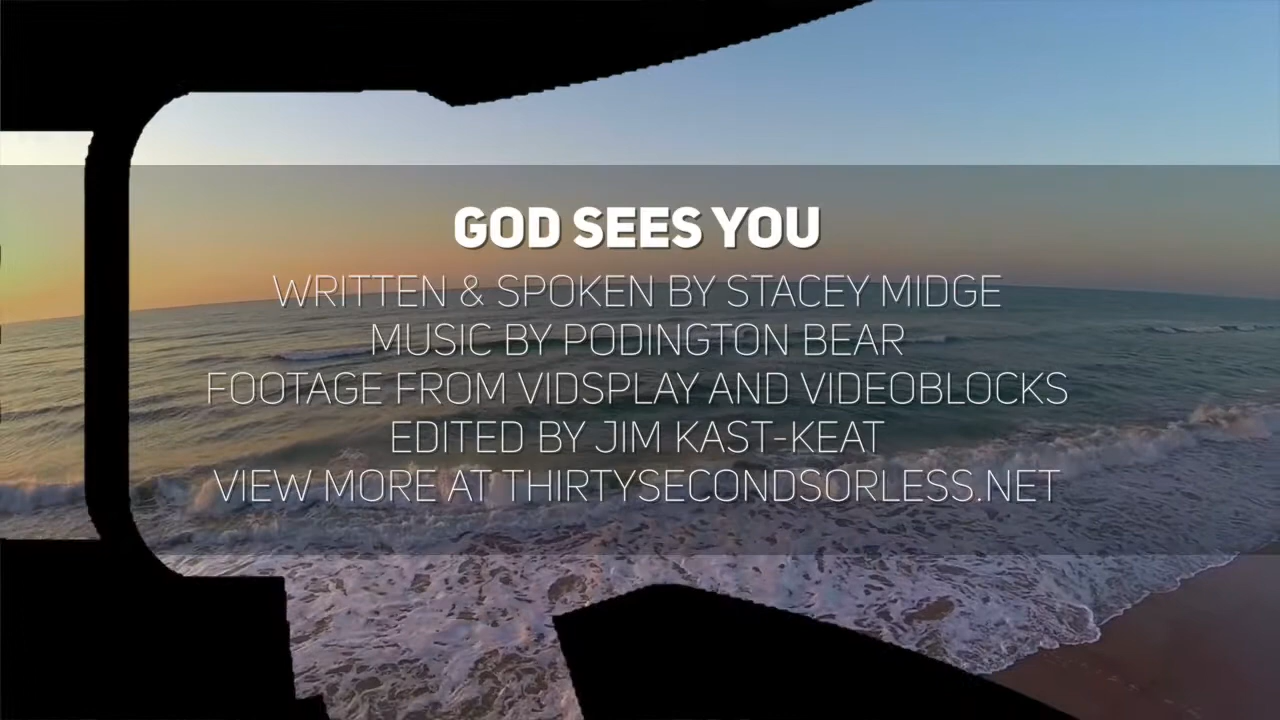 GOD SEES YOU
WRITTEN & SPOKEN BY STACEY MIDGE
MUSIC BY PODINGTON BEAR
FOOTAGE FROM VIDSPLAY AND VIDEOBLOCKS
EDITED BY JIM KAST-KEAT
VIEW MORE AT THIRTYSECONDSORLESS.NET